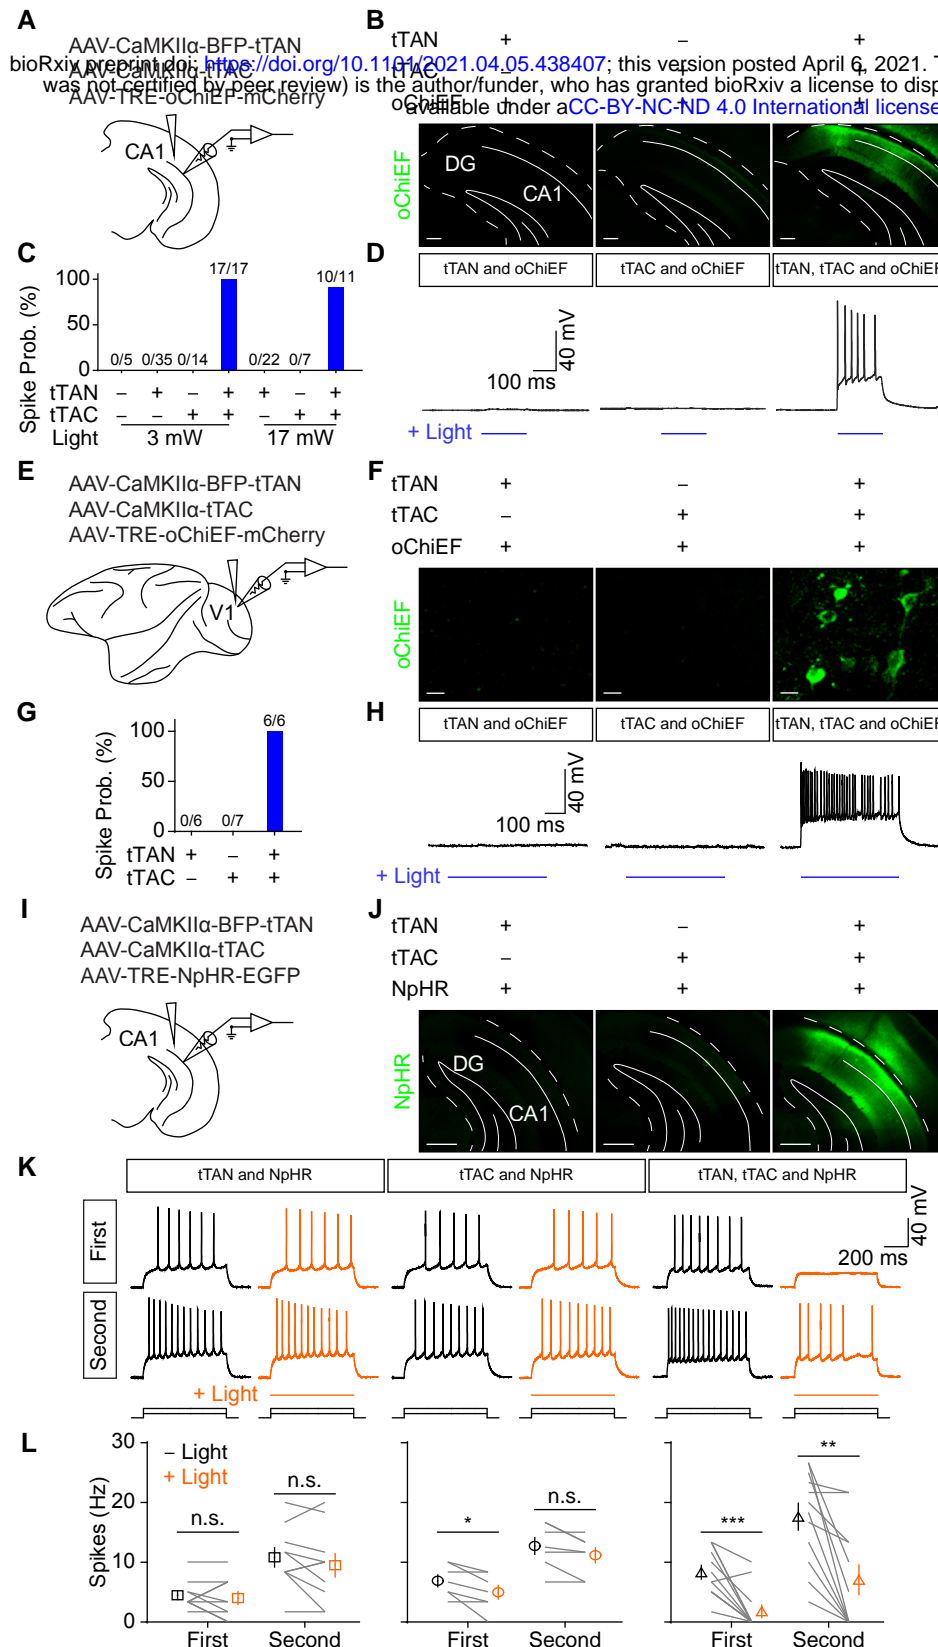 A
AAV-CaMKIIα-BFP-tTAN
AAV-CaMKIIα-tTAC
AAV-TRE-oChiEF-mCherry
CA1
B
tTAN + – +
tTAC – + +
oChiEF + + +
bioRxiv preprint doi: https://doi.org/10.1101/2021.04.05.438407; this version posted April 6, 2021. T
was not certified by peer review) is the author/funder, who has granted bioRxiv a license to disp
available under aCC-BY-NC-ND 4.0 International license
oChiEF
DG
CA1
C
Spike Prob. (%)
100
50
0
0/5 0/35 0/14 17/17 0/22 0/7 10/11
tTAN – + – + + – +
tTAC – – + + – + +
Light 3 mW 17 mW
D
tTAN and oChiEF
tTAC and oChiEF
tTAN, tTAC and oChiEF
40 mV
100 ms
+ Light
E
AAV-CaMKIIα-BFP-tTAN
AAV-CaMKIIα-tTAC
AAV-TRE-oChiEF-mCherry
V1
F
tTAN + – +
tTAC – + +
oChiEF + + +
oChiEF
G
Spike Prob. (%)
100
50
0
0/6 0/7 6/6
tTAN + – +
tTAC – + +
H
tTAN and oChiEF
tTAC and oChiEF
tTAN, tTAC and oChiEF
40 mV
100 ms
+ Light
I
AAV-CaMKIIα-BFP-tTAN
AAV-CaMKIIα-tTAC
AAV-TRE-NpHR-EGFP
CA1
J
tTAN + – +
tTAC – + +
NpHR + + +
NpHR
DG
CA1
K
tTAN and NpHR
tTAC and NpHR
tTAN, tTAC and NpHR
First
Second
40 mV
200 ms
+ Light
L
Spikes (Hz)
30
20
10
0
– Light
+ Light
n.s. n.s. * n.s. *** **
First Second First Second First Second